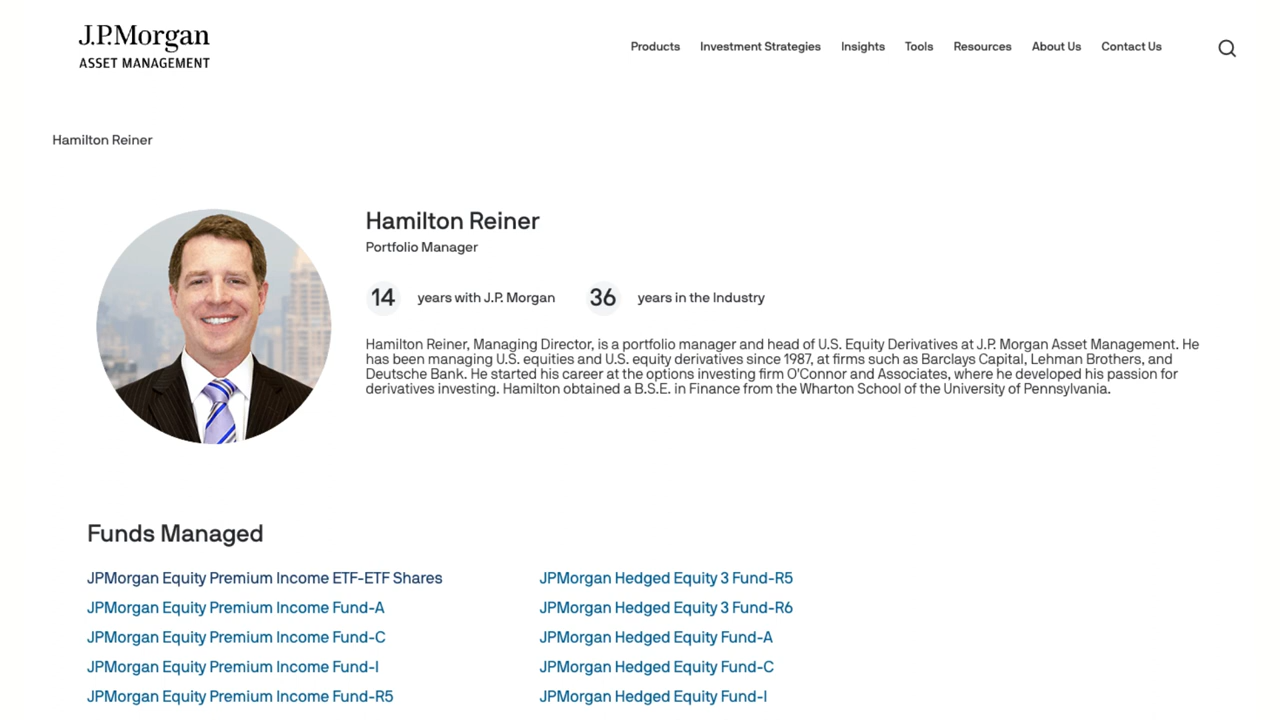 J.P.Morgan
ASSET MANAGEMENT
Products Investment Strategies Insights Tools Resources About Us Contact Us
Hamilton Reiner
Hamilton Reiner
Portfolio Manager
14 years with J.P. Morgan 36 years in the Industry
Hamilton Reiner, Managing Director, is a portfolio manager and head of U.S. Equity Derivatives at J.P. Morgan Asset Management. He
has been managing U.S. equities and U.S. equity derivatives since 1987, at firms such as Barclays Capital, Lehman Brothers, and
Deutsche Bank. He started his career at the options investing firm O'Connor and Associates, where he developed his passion for
derivatives investing. Hamilton obtained a B.S.E. in Finance from the Wharton School of the University of Pennsylvania.
Funds Managed
JPMorgan Equity Premium Income ETF-ETF Shares
JPMorgan Equity Premium Income Fund-A
JPMorgan Equity Premium Income Fund-C
JPMorgan Equity Premium Income Fund-I
JPMorgan Equity Premium Income Fund-R5
JPMorgan Hedged Equity 3 Fund-R5
JPMorgan Hedged Equity 3 Fund-R6
JPMorgan Hedged Equity Fund-A
JPMorgan Hedged Equity Fund-C
JPMorgan Hedged Equity Fund-I